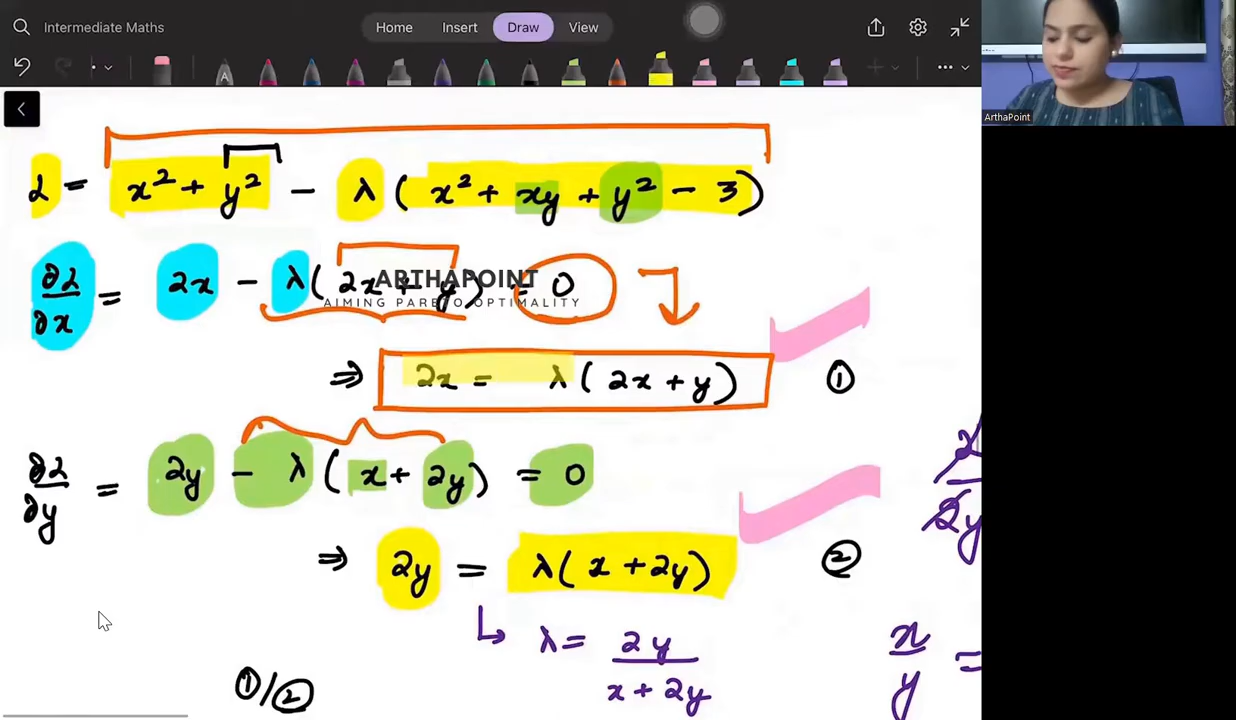 Intermediate Maths
Home Insert Draw View
ArthaPoint
ℒ = x² + y² - λ ( x² + xy + y² - 3 )
∂ℒ/∂x = 2x - λ ( 2x + y ) = 0
ARTHAPOINT
AIMING PARETO OPTIMALITY
⇒ 2x = λ ( 2x + y ) ①
∂ℒ/∂y = 2y - λ ( x + 2y ) = 0
⇒ 2y = λ ( x + 2y ) ②
↳ λ = 2y/(x + 2y)
x/y =
①/②